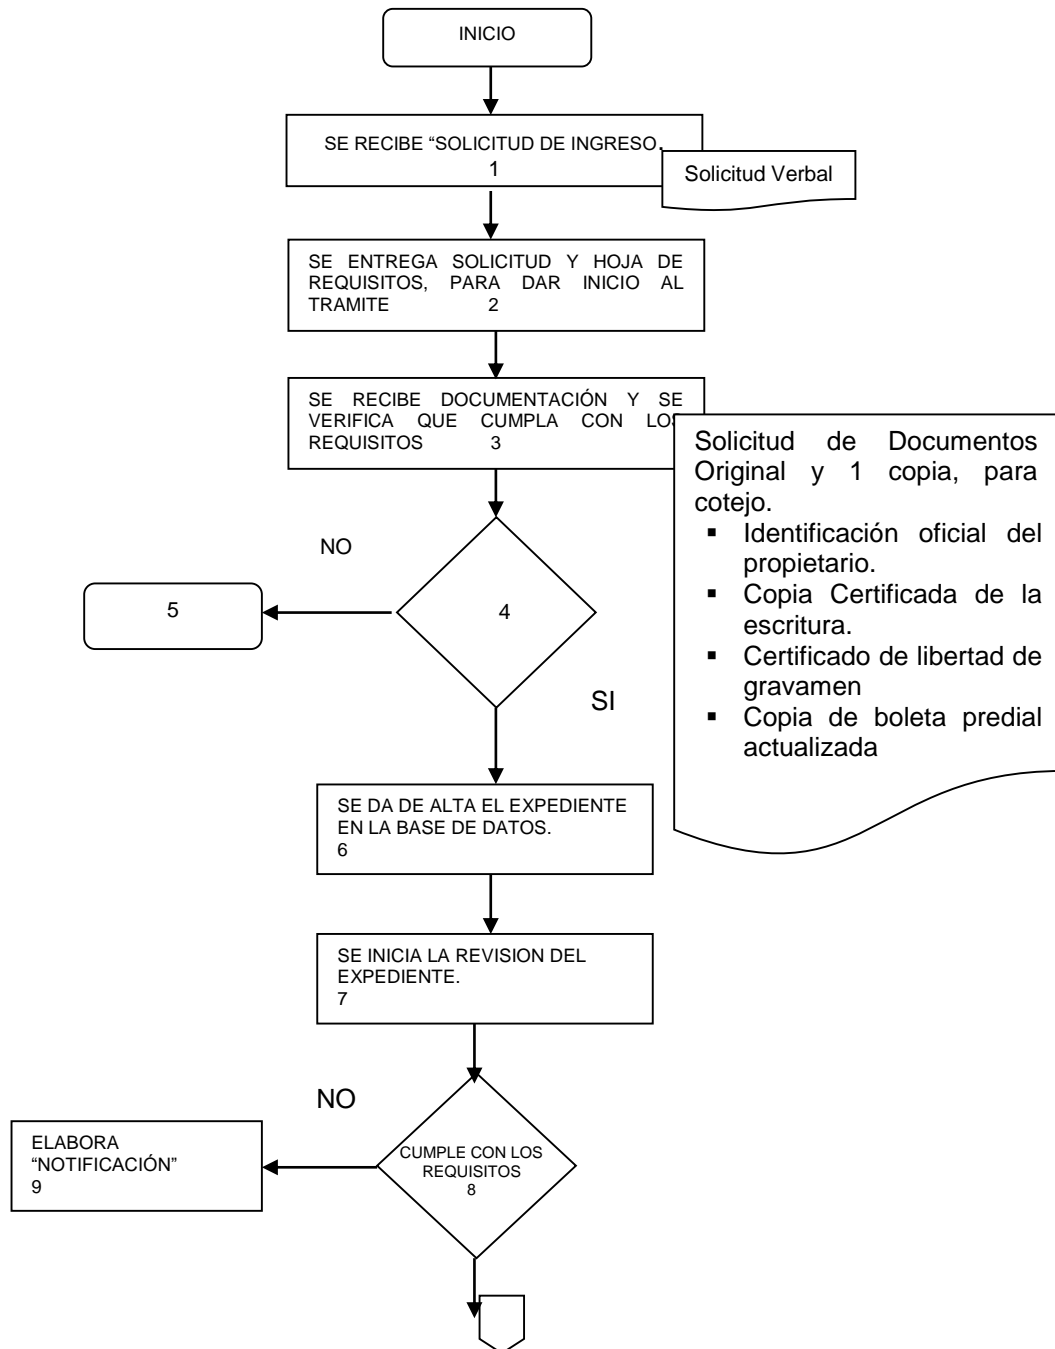 INICIO
SE RECIBE “SOLICITUD DE INGRESO.
1
Solicitud Verbal
SE ENTREGA SOLICITUD Y HOJA DE
REQUISITOS, PARA DAR INICIO AL
TRAMITE 2
SE RECIBE DOCUMENTACIÓN Y SE
VERIFICA QUE CUMPLA CON LOS
REQUISITOS 3
Solicitud de Documentos
Original y 1 copia, para
cotejo.
▪ Identificación oficial del
propietario.
▪ Copia Certificada de la
escritura.
▪ Certificado de libertad de
gravamen
▪ Copia de boleta predial
actualizada
NO
4
5
SI
SE DA DE ALTA EL EXPEDIENTE
EN LA BASE DE DATOS.
6
SE INICIA LA REVISION DEL
EXPEDIENTE.
7
NO
CUMPLE CON LOS
REQUISITOS
8
ELABORA
“NOTIFICACIÓN”
9